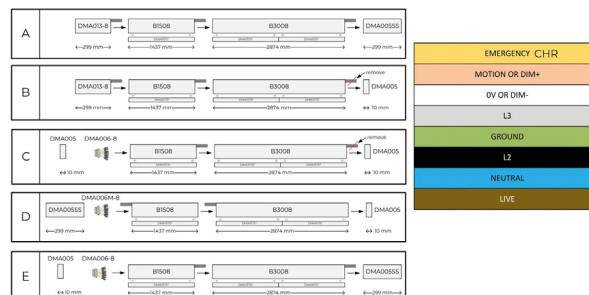 A
DMA013-8
B1508
B3008
DMA005SS
299 mm
1437 mm
2874 mm
299 mm
B
DMA013-8
B1508
B3008
remove
DMA005
299 mm
1437 mm
2874 mm
10 mm
C
DMA005
DMA006-8
B1508
B3008
remove
DMA005
10 mm
1437 mm
2874 mm
10 mm
D
DMA005SS
DMA006M-8
B1508
B3008
DMA005
299 mm
1437 mm
2874 mm
10 mm
E
DMA005
DMA006-8
B1508
B3008
DMA005SS
10 mm
1437 mm
2874 mm
299 mm
EMERGENCY CHR
MOTION OR DIM+
0V OR DIM-
L3
GROUND
L2
NEUTRAL
LIVE